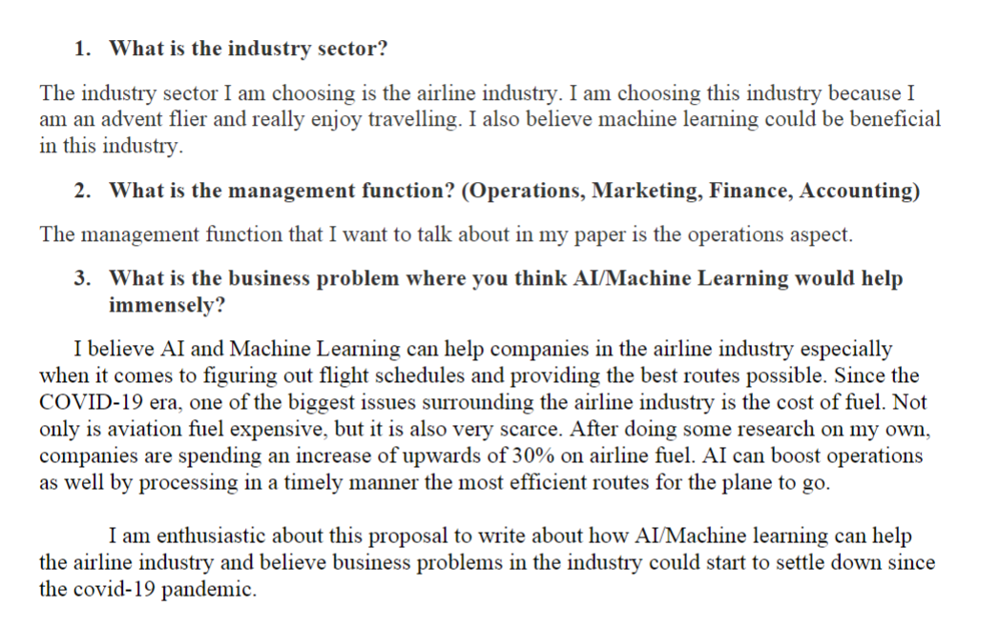 1. What is the industry sector?
The industry sector I am choosing is the airline industry. I am choosing this industry because I
am an advent flier and really enjoy travelling. I also believe machine learning could be beneficial
in this industry.
2. What is the management function? (Operations, Marketing, Finance, Accounting)
The management function that I want to talk about in my paper is the operations aspect.
3. What is the business problem where you think AI/Machine Learning would help
immensely?
I believe AI and Machine Learning can help companies in the airline industry especially
when it comes to figuring out flight schedules and providing the best routes possible. Since the
COVID-19 era, one of the biggest issues surrounding the airline industry is the cost of fuel. Not
only is aviation fuel expensive, but it is also very scarce. After doing some research on my own,
companies are spending an increase of upwards of 30% on airline fuel. AI can boost operations
as well by processing in a timely manner the most efficient routes for the plane to go.
I am enthusiastic about this proposal to write about how AI/Machine learning can help
the airline industry and believe business problems in the industry could start to settle down since
the covid-19 pandemic.